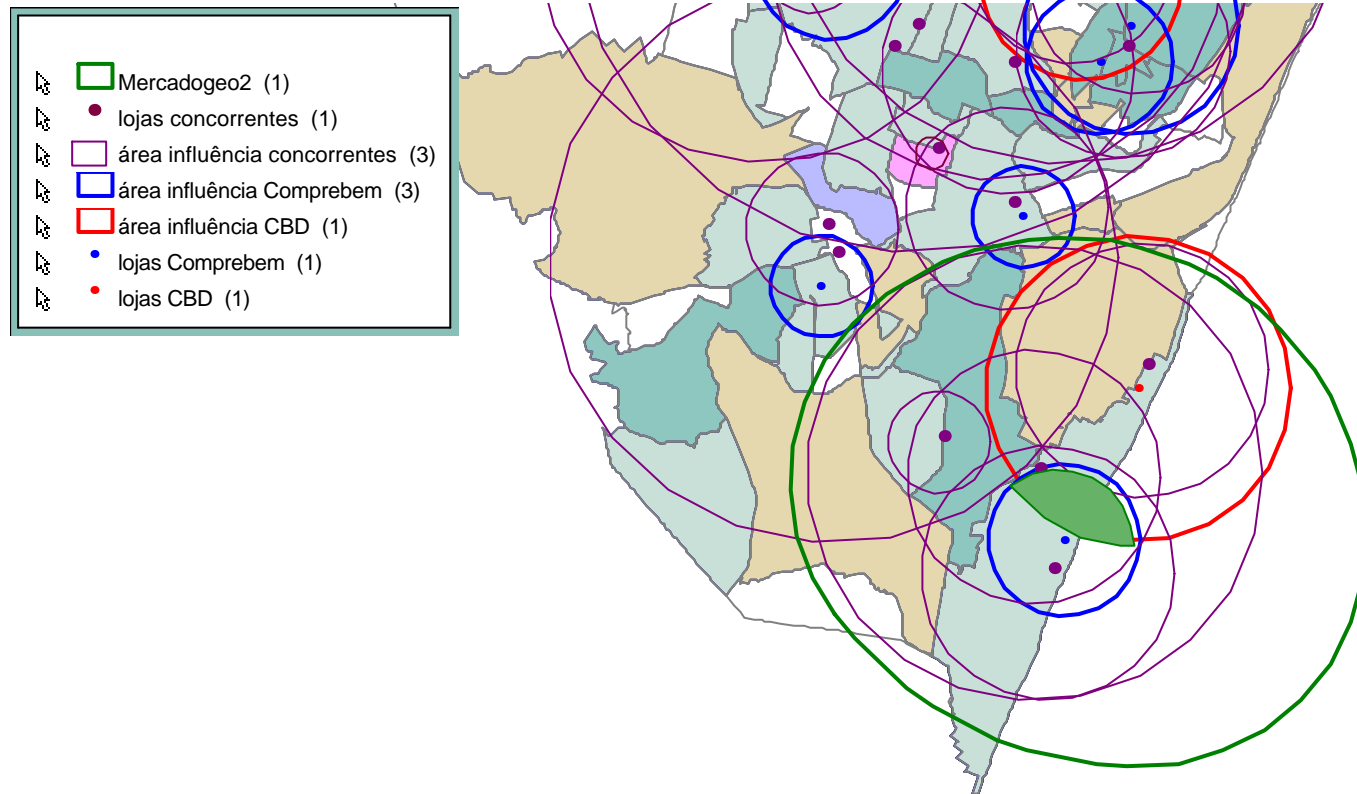 Mercadogeo2 (1)
lojas concorrentes (1)
área influência concorrentes (3)
área influência Comprebem (3)
área influência CBD (1)
lojas Comprebem (1)
lojas CBD (1)